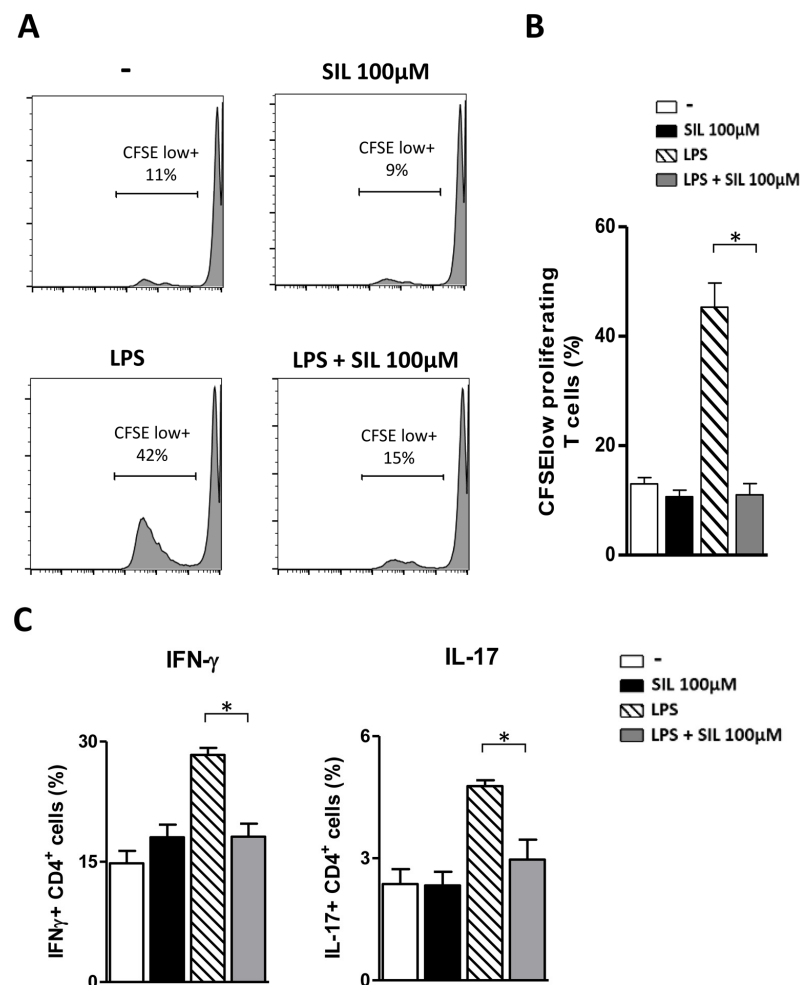 A
-
CFSE low+
11%
SIL 100µM
CFSE low+
9%
LPS
CFSE low+
42%
LPS + SIL 100µM
CFSE low+
15%
B
-
SIL 100µM
LPS
LPS + SIL 100µM
60
40
20
0
CFSElow proliferating
T cells (%)
*
C
IFN-γ
30
15
0
IFNγ+ CD4+ cells (%)
*
IL-17
6
3
0
IL-17+ CD4+ cells (%)
*
-
SIL 100µM
LPS
LPS + SIL 100µM